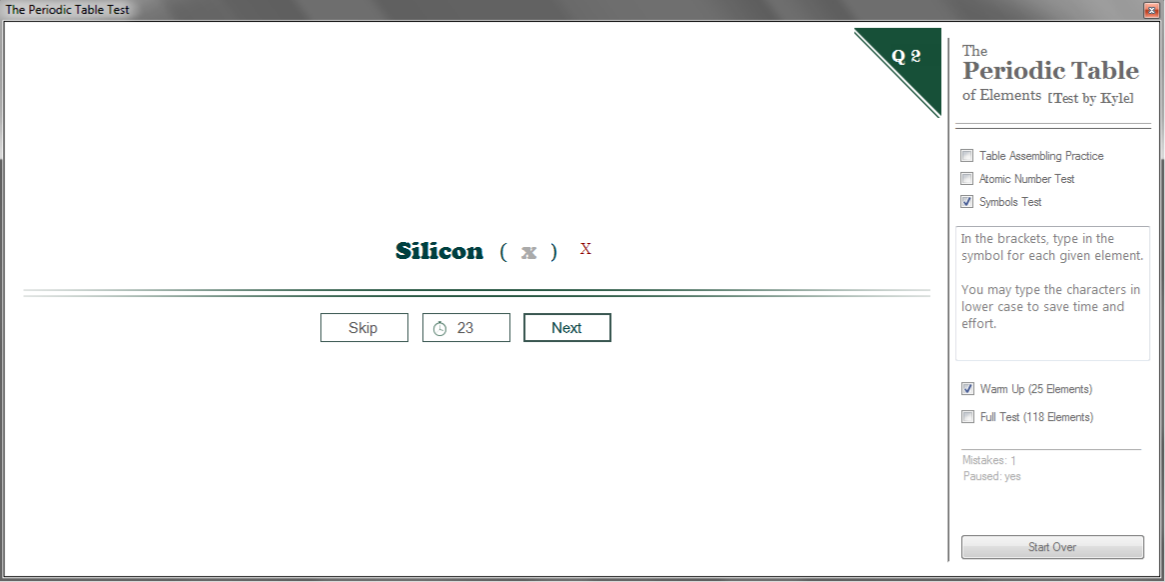 The Periodic Table Test
x
Q 2
Silicon ( x ) X
Skip
23
Next
The
Periodic Table
of Elements [Test by Kyle]
Table Assembling Practice
Atomic Number Test
Symbols Test
In the brackets, type in the
symbol for each given element.
You may type the characters in
lower case to save time and
effort.
Warm Up (25 Elements)
Full Test (118 Elements)
Mistakes: 1
Paused: yes
Start Over